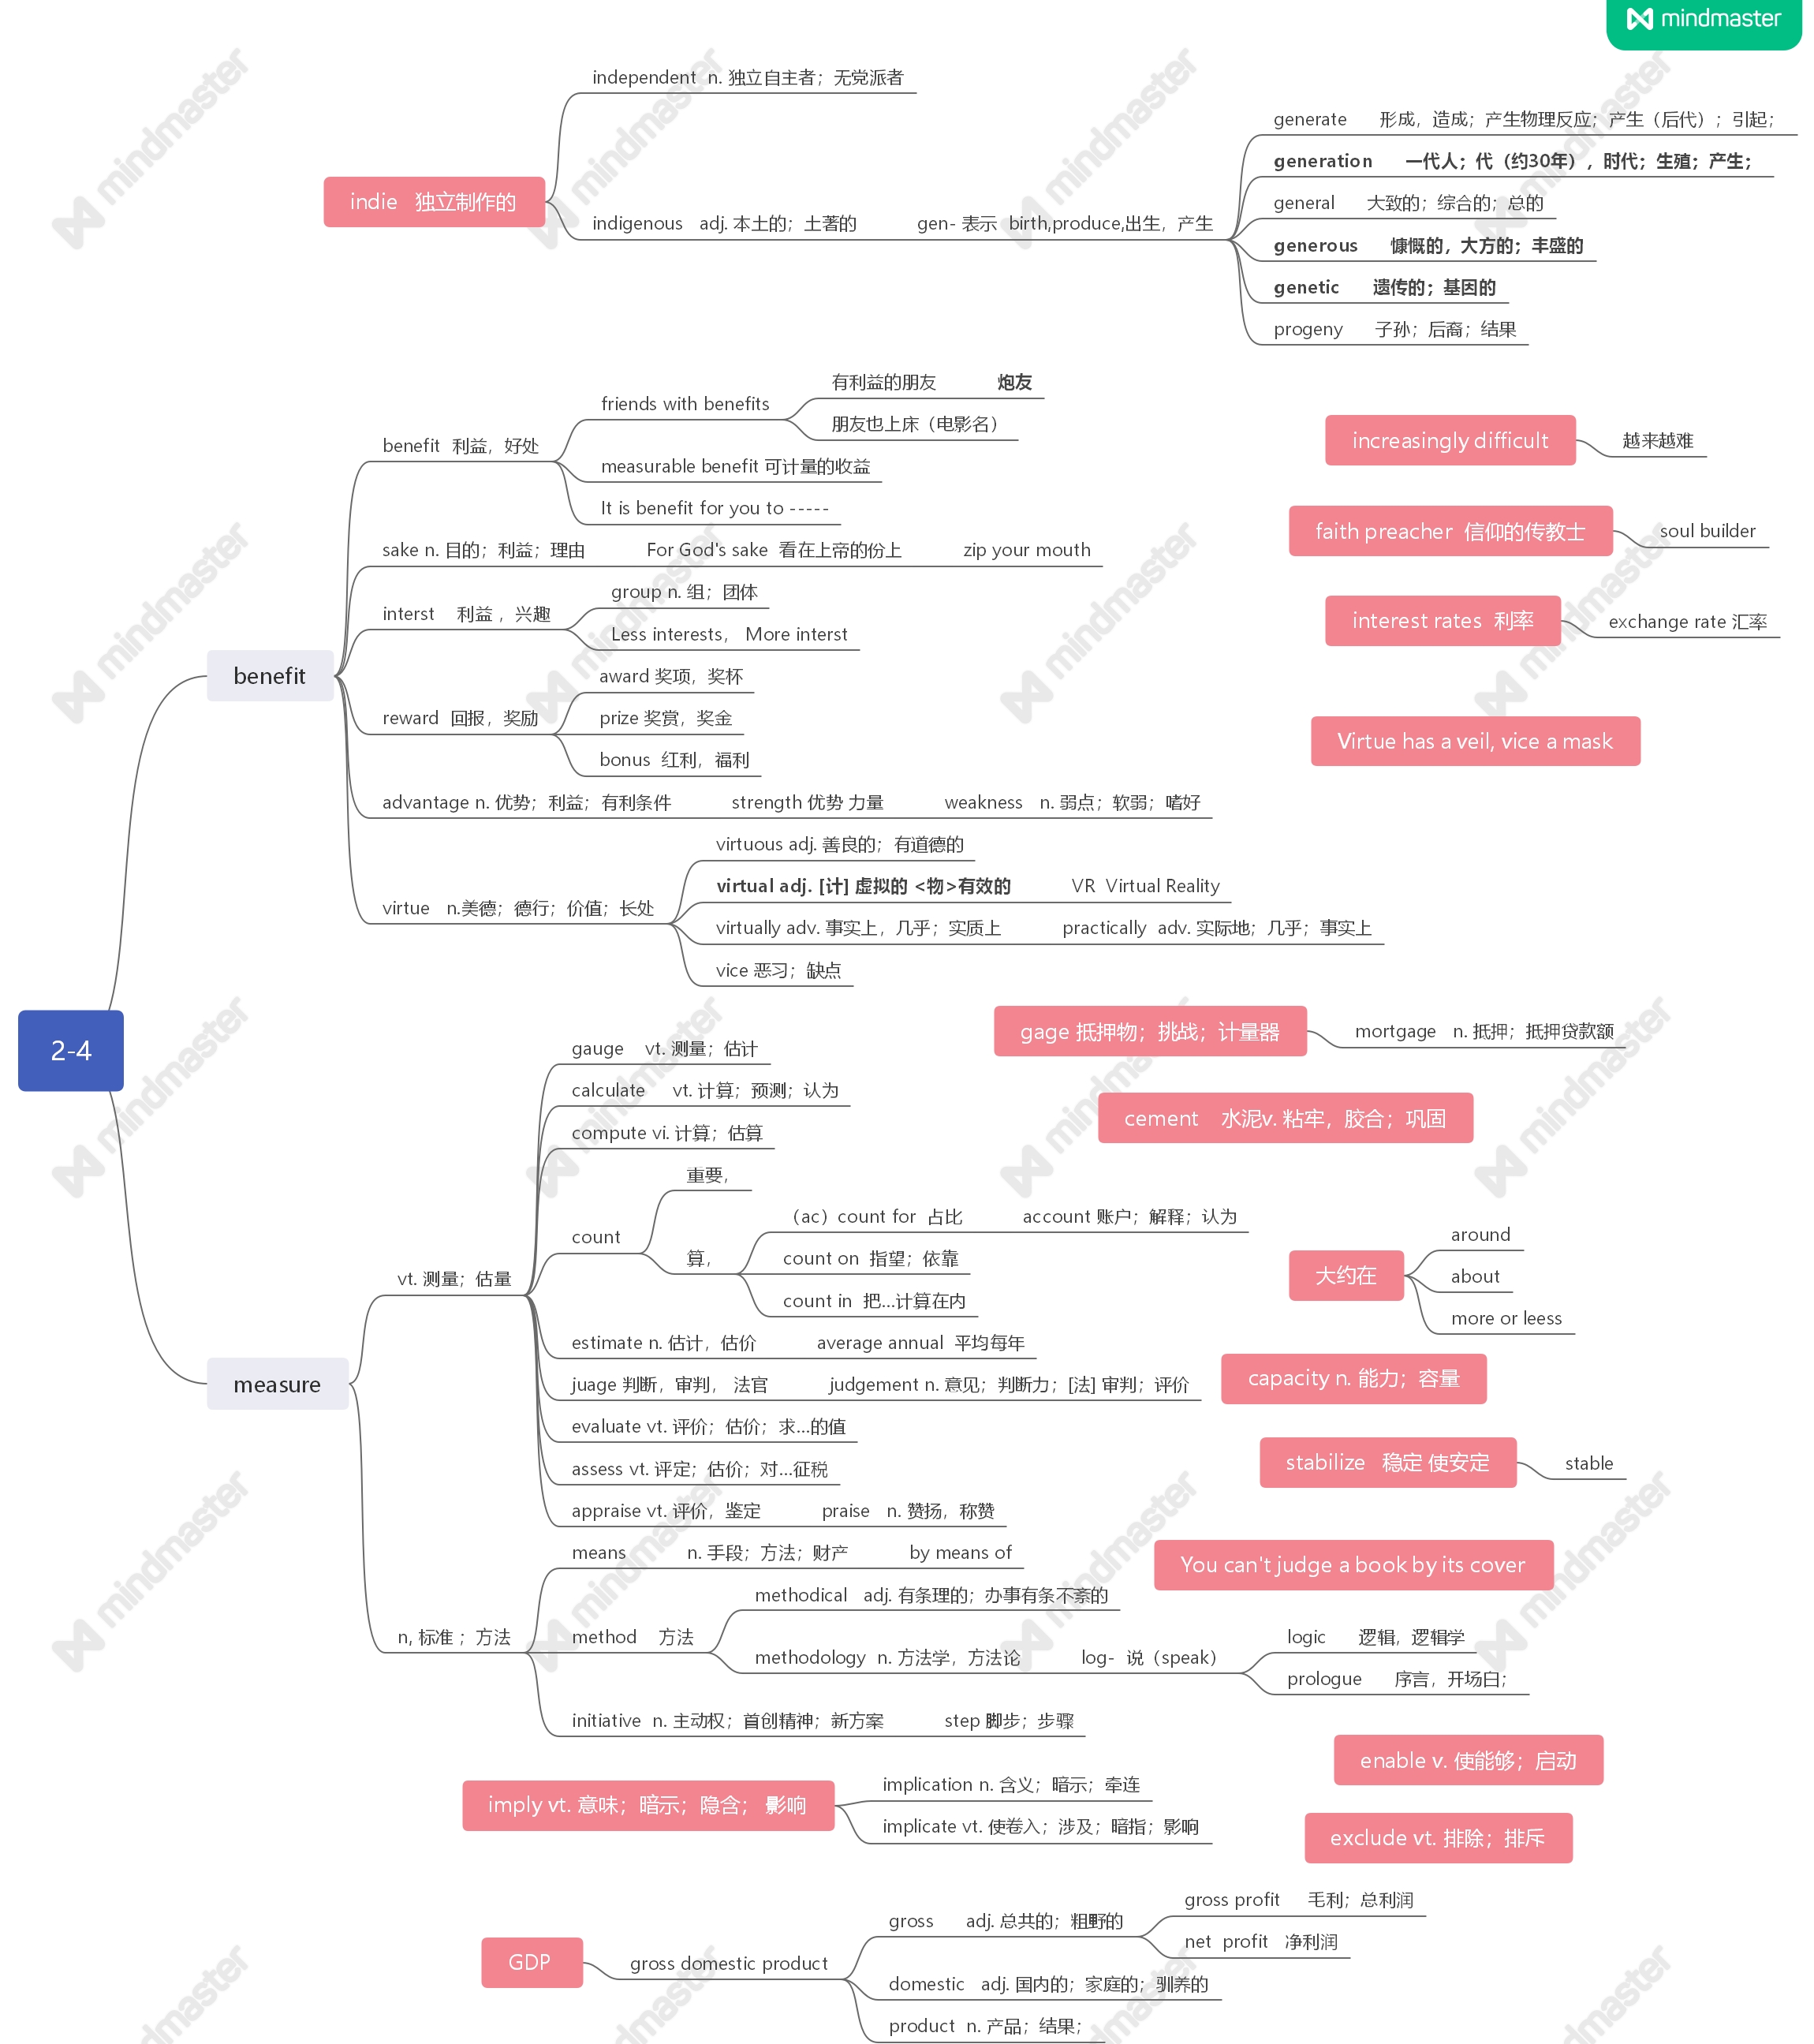 mindmaster
independent n. 独立自主者；无党派者
indie 独立制作的
indigenous adj. 本土的；土著的 gen- 表示 birth,produce,出生，产生
generate 形成，造成；产生物理反应；产生（后代）；引起；
generation 一代人；代（约30年），时代；生殖；产生；
general 大致的；综合的；总的
generous 慷慨的，大方的；丰盛的
genetic 遗传的；基因的
progeny 子孙；后裔；结果
2-4
benefit
benefit 利益，好处
friends with benefits
有利益的朋友 炮友
朋友也上床（电影名）
measurable benefit 可计量的收益
It is benefit for you to -----
sake n. 目的；利益；理由 For God's sake 看在上帝的份上 zip your mouth
interst 利益 ，兴趣
group n. 组；团体
Less interests， More interst
reward 回报，奖励
award 奖项，奖杯
prize 奖赏，奖金
bonus 红利，福利
advantage n. 优势；利益；有利条件 strength 优势 力量 weakness n. 弱点；软弱；嗜好
virtue n.美德；德行；价值；长处
virtuous adj. 善良的；有道德的
virtual adj. [计] 虚拟的 <物>有效的 VR Virtual Reality
virtually adv. 事实上，几乎；实质上 practically adv. 实际地；几乎；事实上
vice 恶习；缺点
increasingly difficult 越来越难
faith preacher 信仰的传教士 soul builder
interest rates 利率 exchange rate 汇率
Virtue has a veil, vice a mask
measure
vt. 测量；估量
gauge vt. 测量；估计
calculate vt. 计算；预测；认为
compute vi. 计算；估算
count
重要，
算，
（ac）count for 占比 account 账户；解释；认为
count on 指望；依靠
count in 把...计算在内
estimate n. 估计，估价 average annual 平均每年
juage 判断，审判， 法官 judgement n. 意见；判断力；[法] 审判；评价
evaluate vt. 评价；估价；求...的值
assess vt. 评定；估价；对...征税
appraise vt. 评价，鉴定 praise n. 赞扬，称赞
n, 标准 ；方法
means n. 手段；方法；财产 by means of
method 方法
methodical adj. 有条理的；办事有条不紊的
methodology n. 方法学，方法论 log- 说（speak）
logic 逻辑，逻辑学
prologue 序言，开场白；
initiative n. 主动权；首创精神；新方案 step 脚步；步骤
gage 抵押物；挑战；计量器 mortgage n. 抵押；抵押贷款额
cement 水泥v. 粘牢，胶合；巩固
大约在
around
about
more or leess
capacity n. 能力；容量
stabilize 稳定 使安定 stable
You can't judge a book by its cover
enable v. 使能够；启动
exclude vt. 排除；排斥
imply vt. 意味；暗示；隐含； 影响
implication n. 含义；暗示；牵连
implicate vt. 使卷入；涉及；暗指；影响
GDP
gross domestic product
gross adj. 总共的；粗野的
gross profit 毛利；总利润
net profit 净利润
domestic adj. 国内的；家庭的；驯养的
product n. 产品；结果；